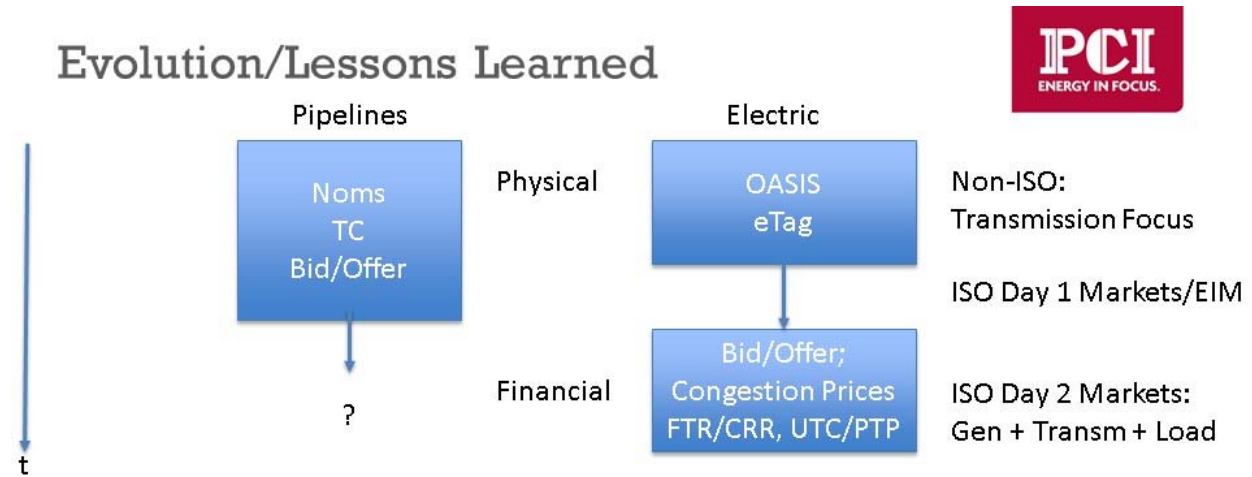 Evolution/Lessons Learned
PCI
ENERGY IN FOCUS.
Pipelines
Electric
Noms
TC
Bid/Offer
Physical
OASIS
eTag
Non-ISO:
Transmission Focus
ISO Day 1 Markets/EIM
?
Financial
Bid/Offer;
Congestion Prices
FTR/CRR, UTC/PTP
ISO Day 2 Markets:
Gen + Transm + Load
t